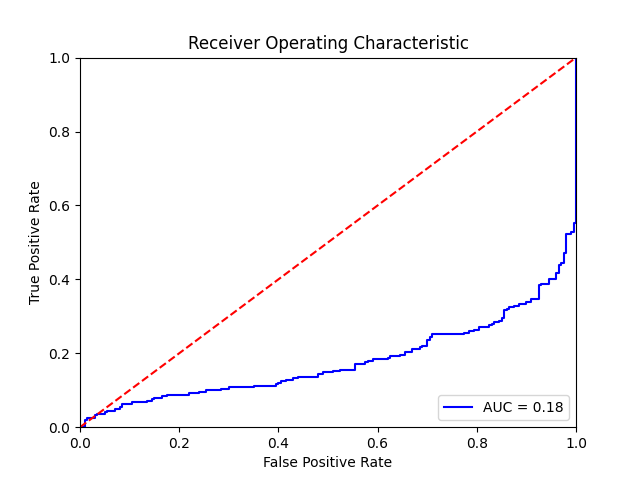 Receiver Operating Characteristic
True Positive Rate
1.0
0.8
0.6
0.4
0.2
0.0
AUC = 0.18
0.0 0.2 0.4 0.6 0.8 1.0
False Positive Rate